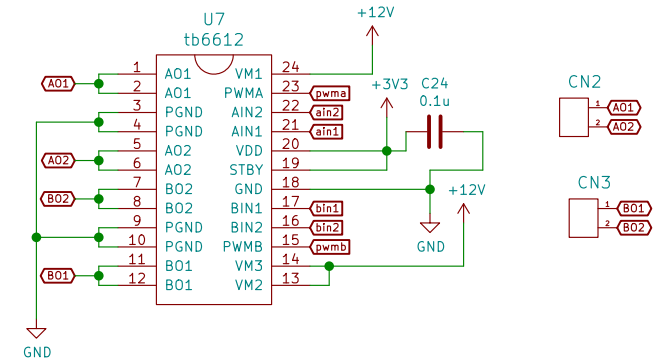 +12V
U7
tb6612
1 AO1 VM1 24
AO1
2 AO1 PWMA 23 pwma
3 PGND AIN2 22 ain2
4 PGND AIN1 21 ain1
5 AO2 VDD 20
AO2
6 AO2 STBY 19
7 BO2 GND 18
BO2
8 BO2 BIN1 17 bin1
9 PGND BIN2 16 bin2
10 PGND PWMB 15 pwmb
11 BO1 VM3 14
BO1
12 BO1 VM2 13
GND
+3V3
C24
0.1u
GND
+12V
CN2
1 AO1
2 AO2
CN3
1 BO1
2 BO2